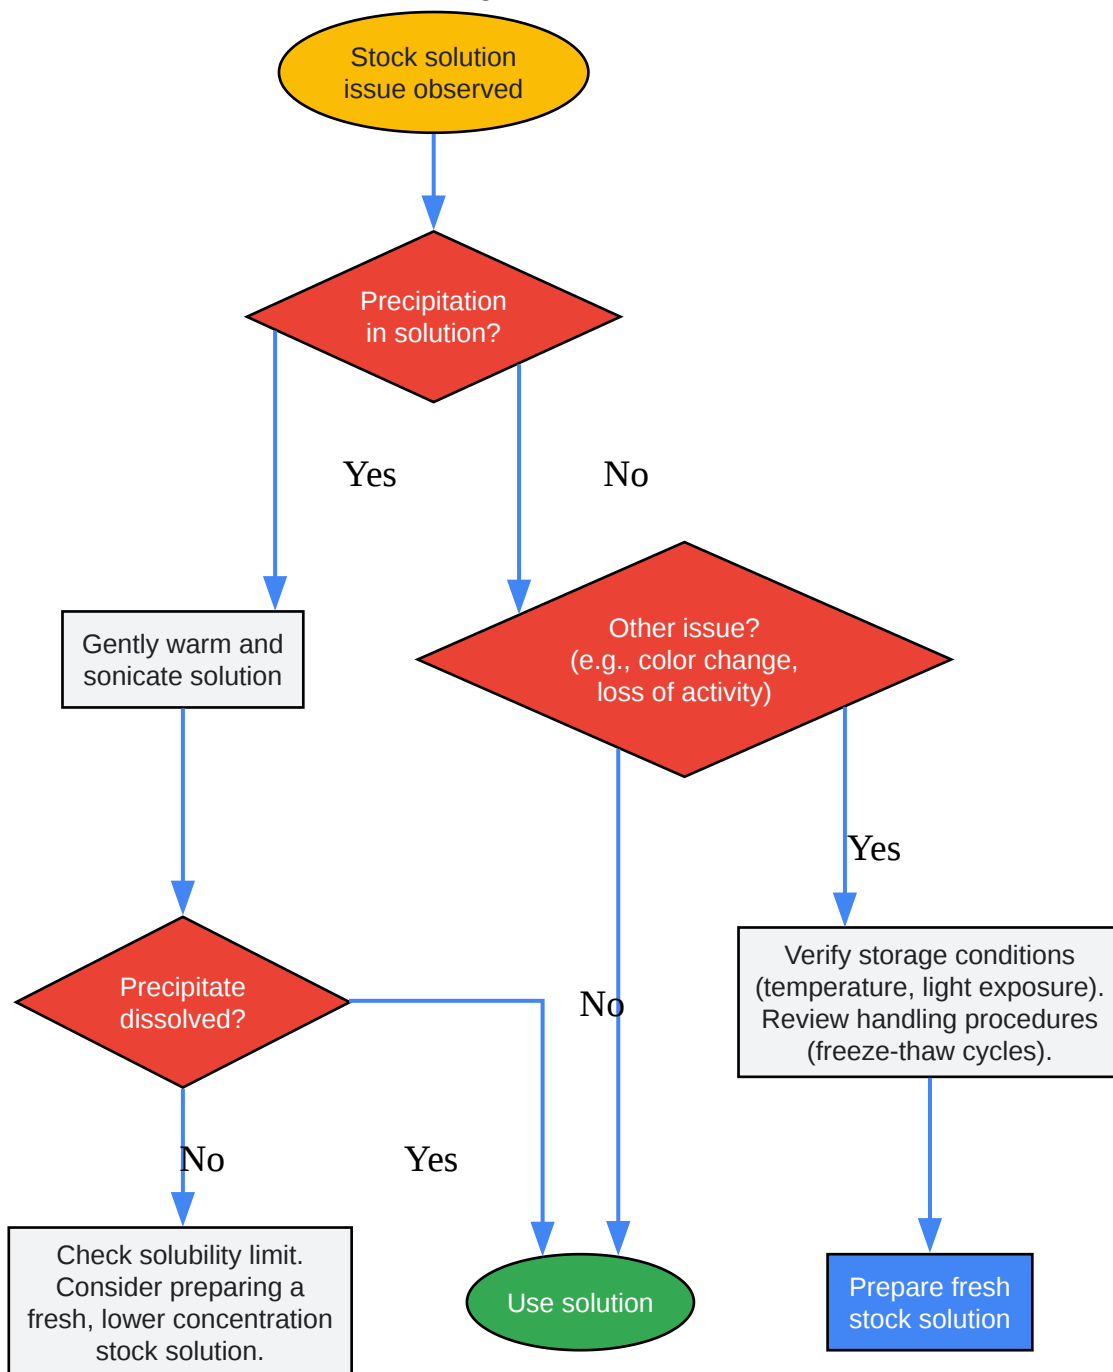 Stock solution
issue observed
Precipitation
in solution?
Yes
No
Gently warm and
sonicate solution
Other issue?
(e.g., color change,
loss of activity)
Yes
Precipitate
dissolved?
No
Verify storage conditions
(temperature, light exposure).
Review handling procedures
(freeze-thaw cycles).
No
Yes
Check solubility limit.
Consider preparing a
fresh, lower concentration
stock solution.
Use solution
Prepare fresh
stock solution